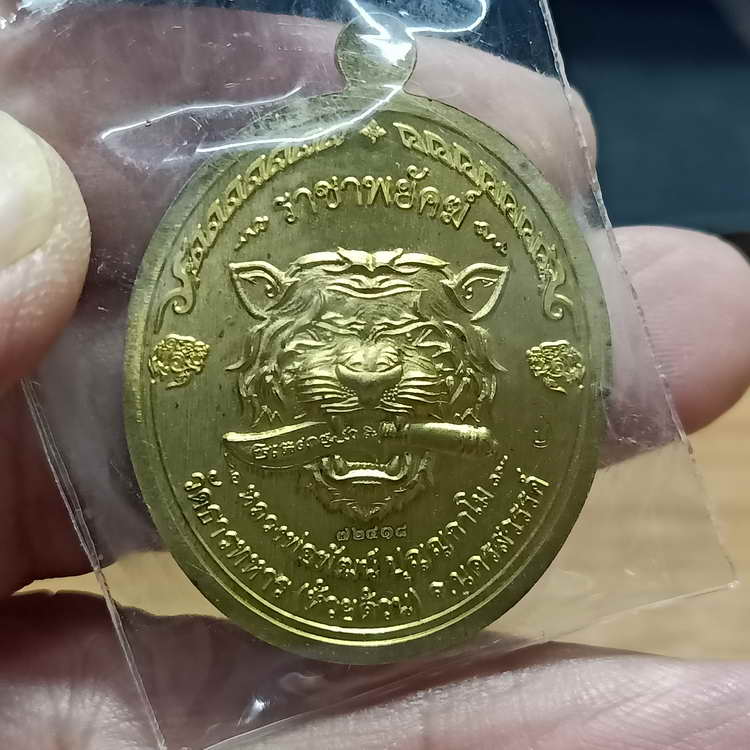 ราชาพยัคฆ์
๗๒๔๑๘
หลวงพ่อพัฒน์ ปุญฺญกาโม
วัดธารทหาร (ห้วยด้วน) จ.นครสวรรค์